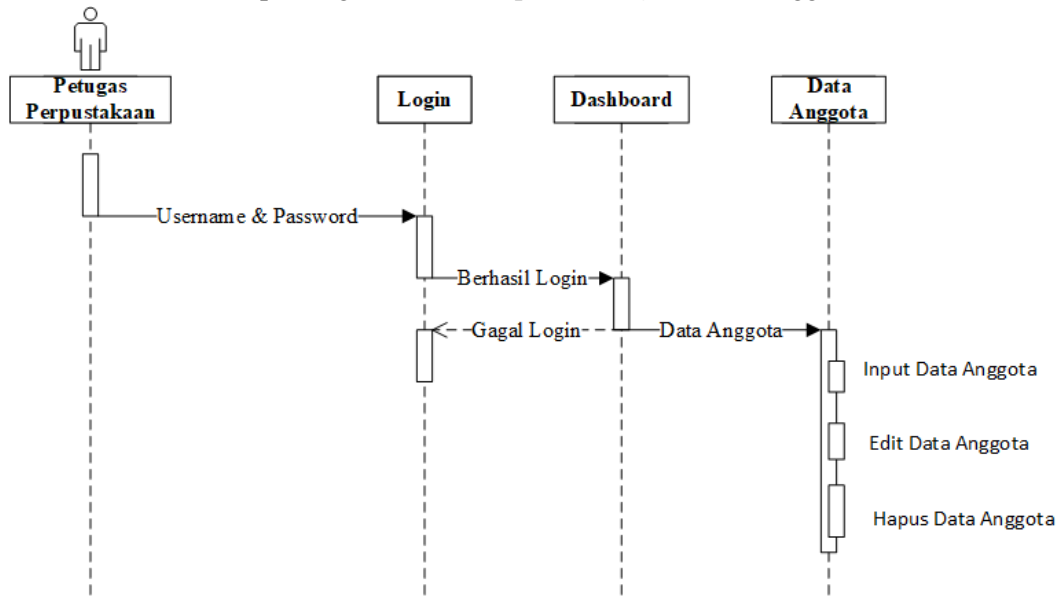 Petugas
Perpustakaan
Login
Dashboard
Data
Anggota
Username & Password
Berhasil Login
Gagal Login
Data Anggota
Input Data Anggota
Edit Data Anggota
Hapus Data Anggota